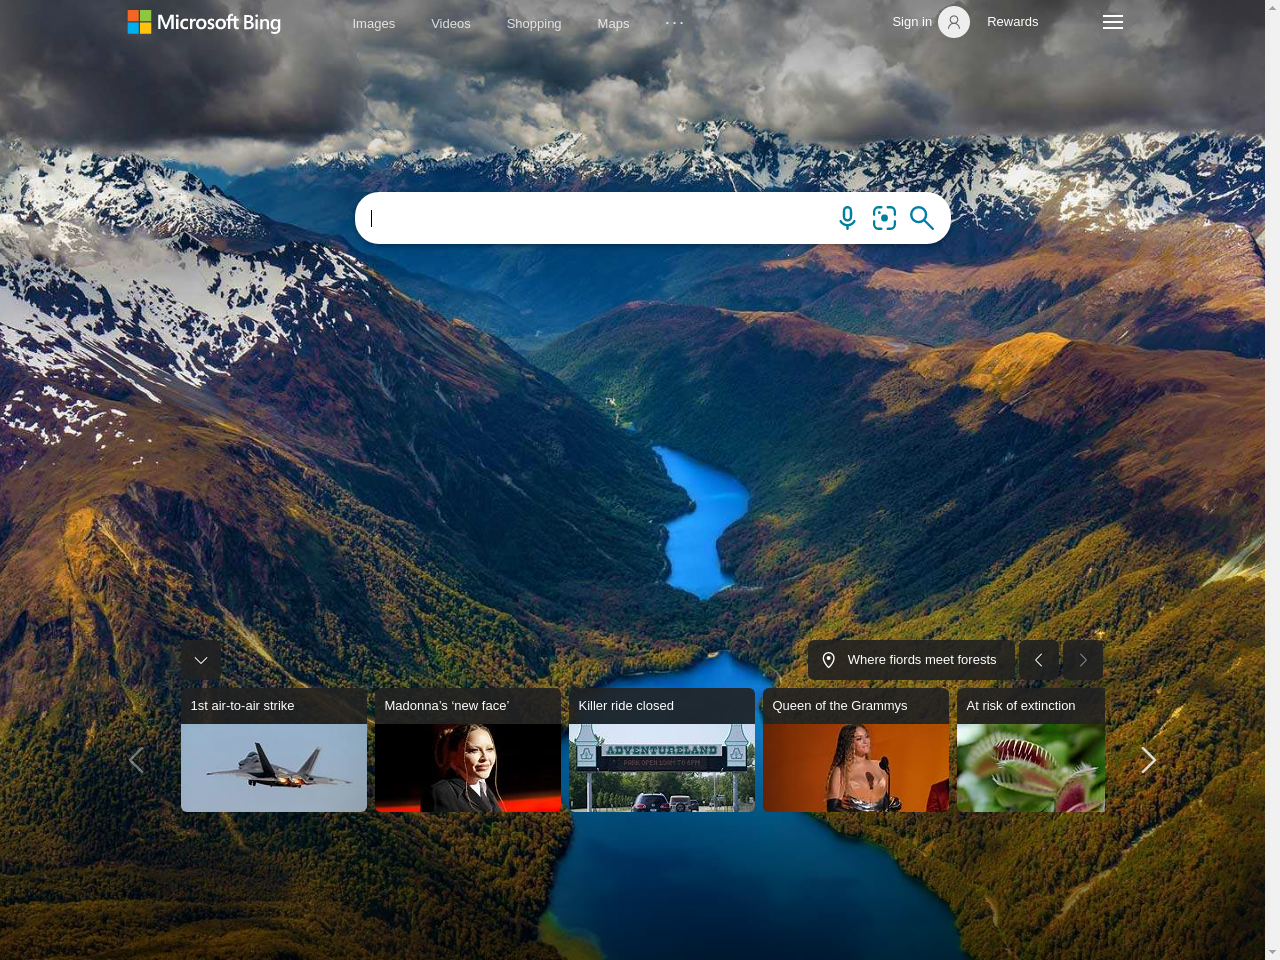 Microsoft Bing
Images Videos Shopping Maps ...
Sign in Rewards
Where fiords meet forests
1st air-to-air strike
Madonna’s ‘new face’
Killer ride closed
Queen of the Grammys
At risk of extinction
ADVENTURELAND
PARK OPEN 10AM TO 6PM